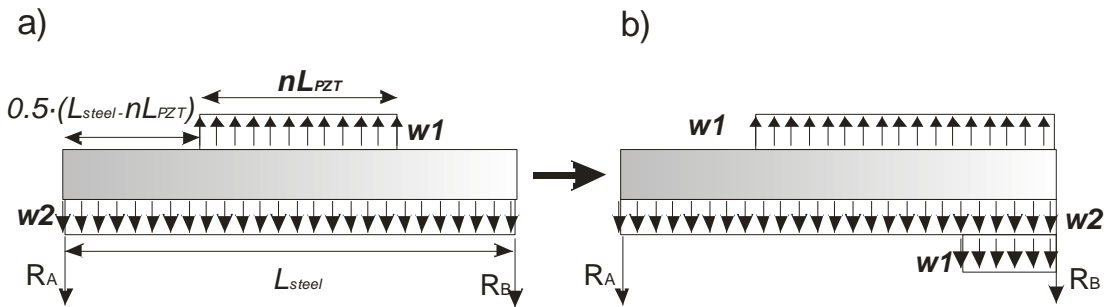 a)
nLPZT
0.5·(Lsteel-nLPZT)
w1
w2
RA
Lsteel
RB
b)
w1
w2
w1
RA
RB